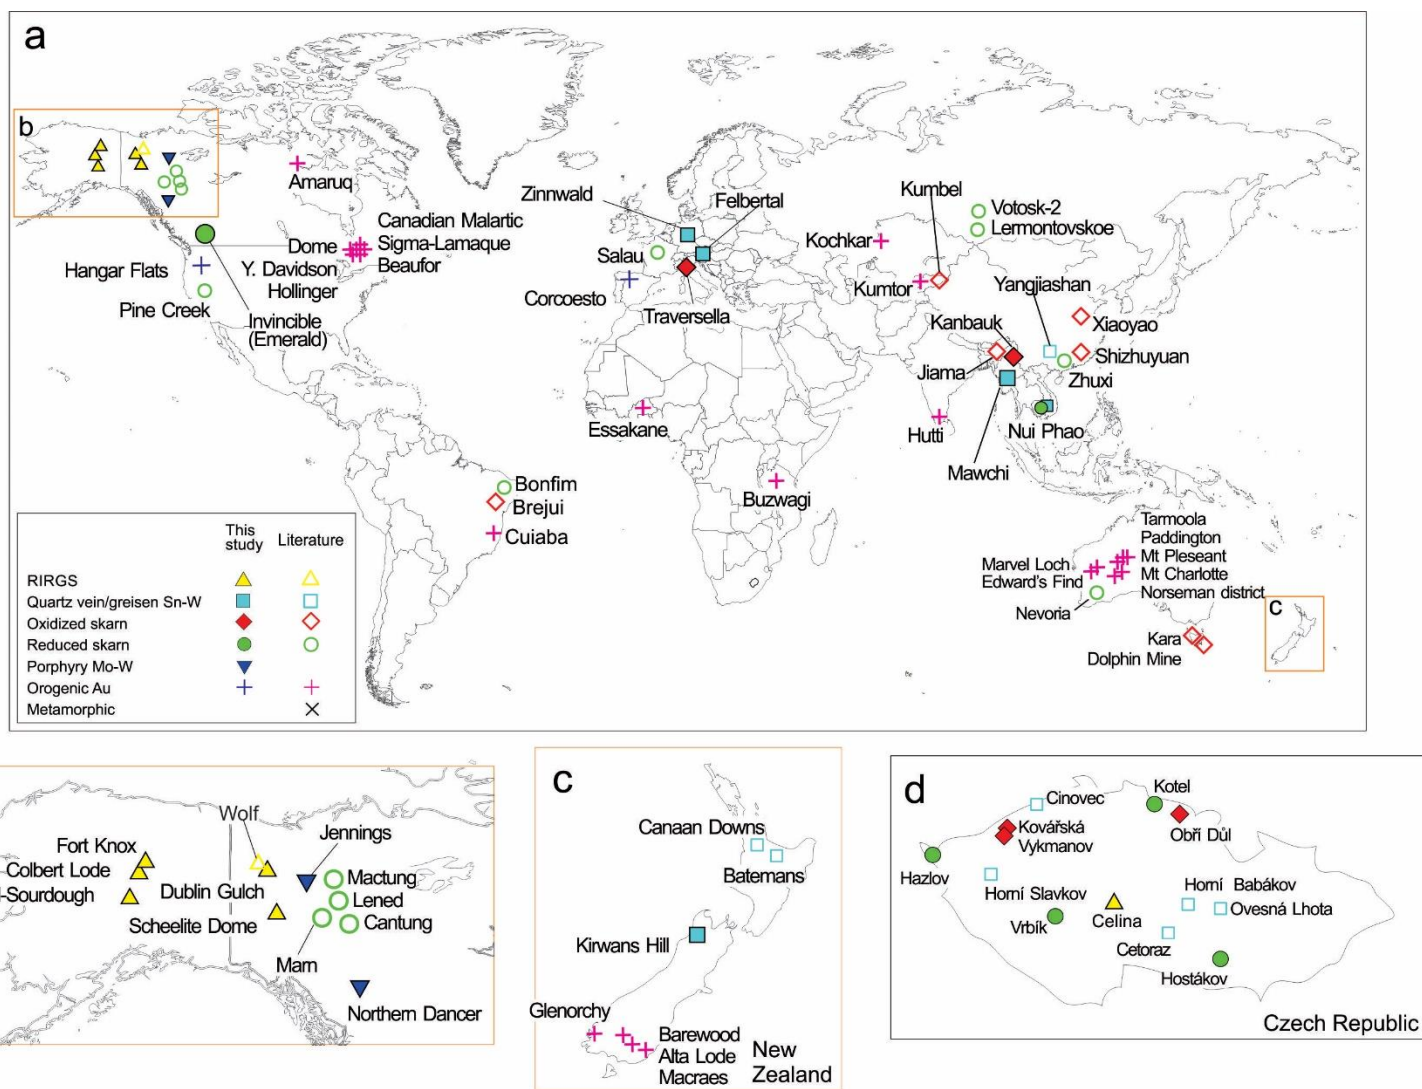 a
b
Amaruq
Canadian Malartic
Dome
Sigma-Lamaque
Y. Davidson
Beaufor
Hollinger
Hangar Flats
Pine Creek
Invincible
(Emerald)
Zinnwald
Felbertal
Salau
Corcoesto
Traversella
Kochkar
Kumbel
Kumtor
Votosk-2
Lermontovskoe
Yangjiashan
Kanbauk
Xiaoyao
Jiama
Shizhuyuan
Zhuxi
Hutti
Nui Phao
Mawchi
Essakane
Buzwagi
Bonfim
Brejui
Cuiaba
Tarmoola
Paddington
Marvel Loch
Mt Pleseant
Edward's Find
Mt Charlotte
Nevoria
Norseman district
Kara
Dolphin Mine
c
This
study
Literature
RIRGS
Quartz vein/greisen Sn-W
Oxidized skarn
Reduced skarn
Porphyry Mo-W
Orogenic Au
Metamorphic
Wolf
Fort Knox
Jennings
Colbert Lode
Dublin Gulch
Mactung
l-Sourdough
Lened
Scheelite Dome
Cantung
Marn
Northern Dancer
c
Canaan Downs
Batemans
Kirwans Hill
Glenorchy
Barewood
Alta Lode
Macraes
New
Zealand
d
Cinovec
Kotel
Kovářská
Vykmanov
Obří Důl
Hazlov
Horní Slavkov
Horní Babákov
Vrbík
Celina
Ovesná Lhota
Cetoraz
Hostákov
Czech Republic